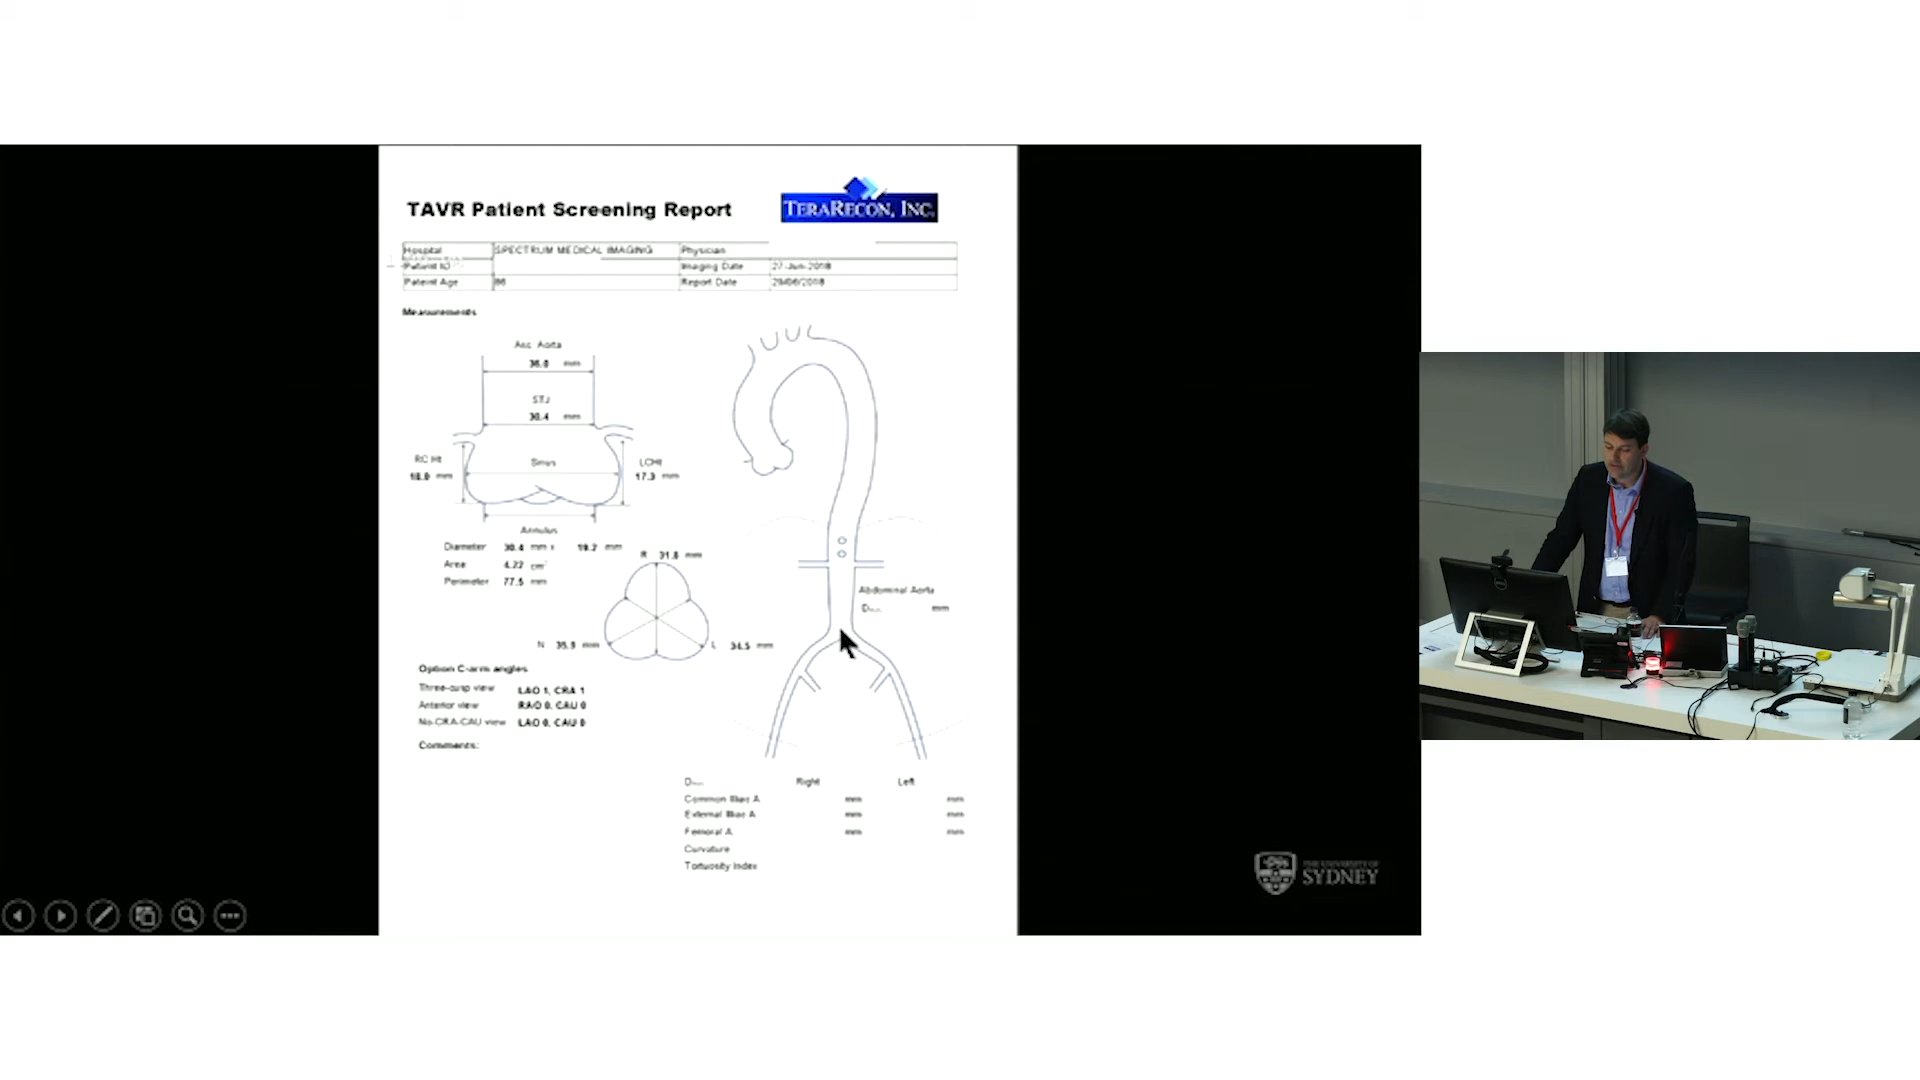 TAVR Patient Screening Report
TERARECON, INC.
Hospital SPECTRUM MEDICAL IMAGING Physician
Patient ID Imaging Date 27-Jun-2018
Patient Age 86 Report Date 29/06/2018
Measurements
Asc. Aorta
36.0 mm
STJ
30.4 mm
RC Ht Sinus LCHt
18.0 mm 17.3 mm
Annulus
Diameter 30.4 mm x 19.2 mm
Area 4.22 cm
Perimeter 77.5 mm
R 31.8 mm
N 35.9 mm L 34.5 mm
Abdominal Aorta
mm
Option C-arm angles
Three-cusp view LAO 1, CRA 1
Anterior view RAO 0, CAU 0
No-CRA-CAU view LAO 0, CAU 0
Comments:
Right Left
Common Iliac A mm mm
External Iliac A mm mm
Femoral A mm mm
Curvature
Tortuosity Index
THE UNIVERSITY OF
SYDNEY